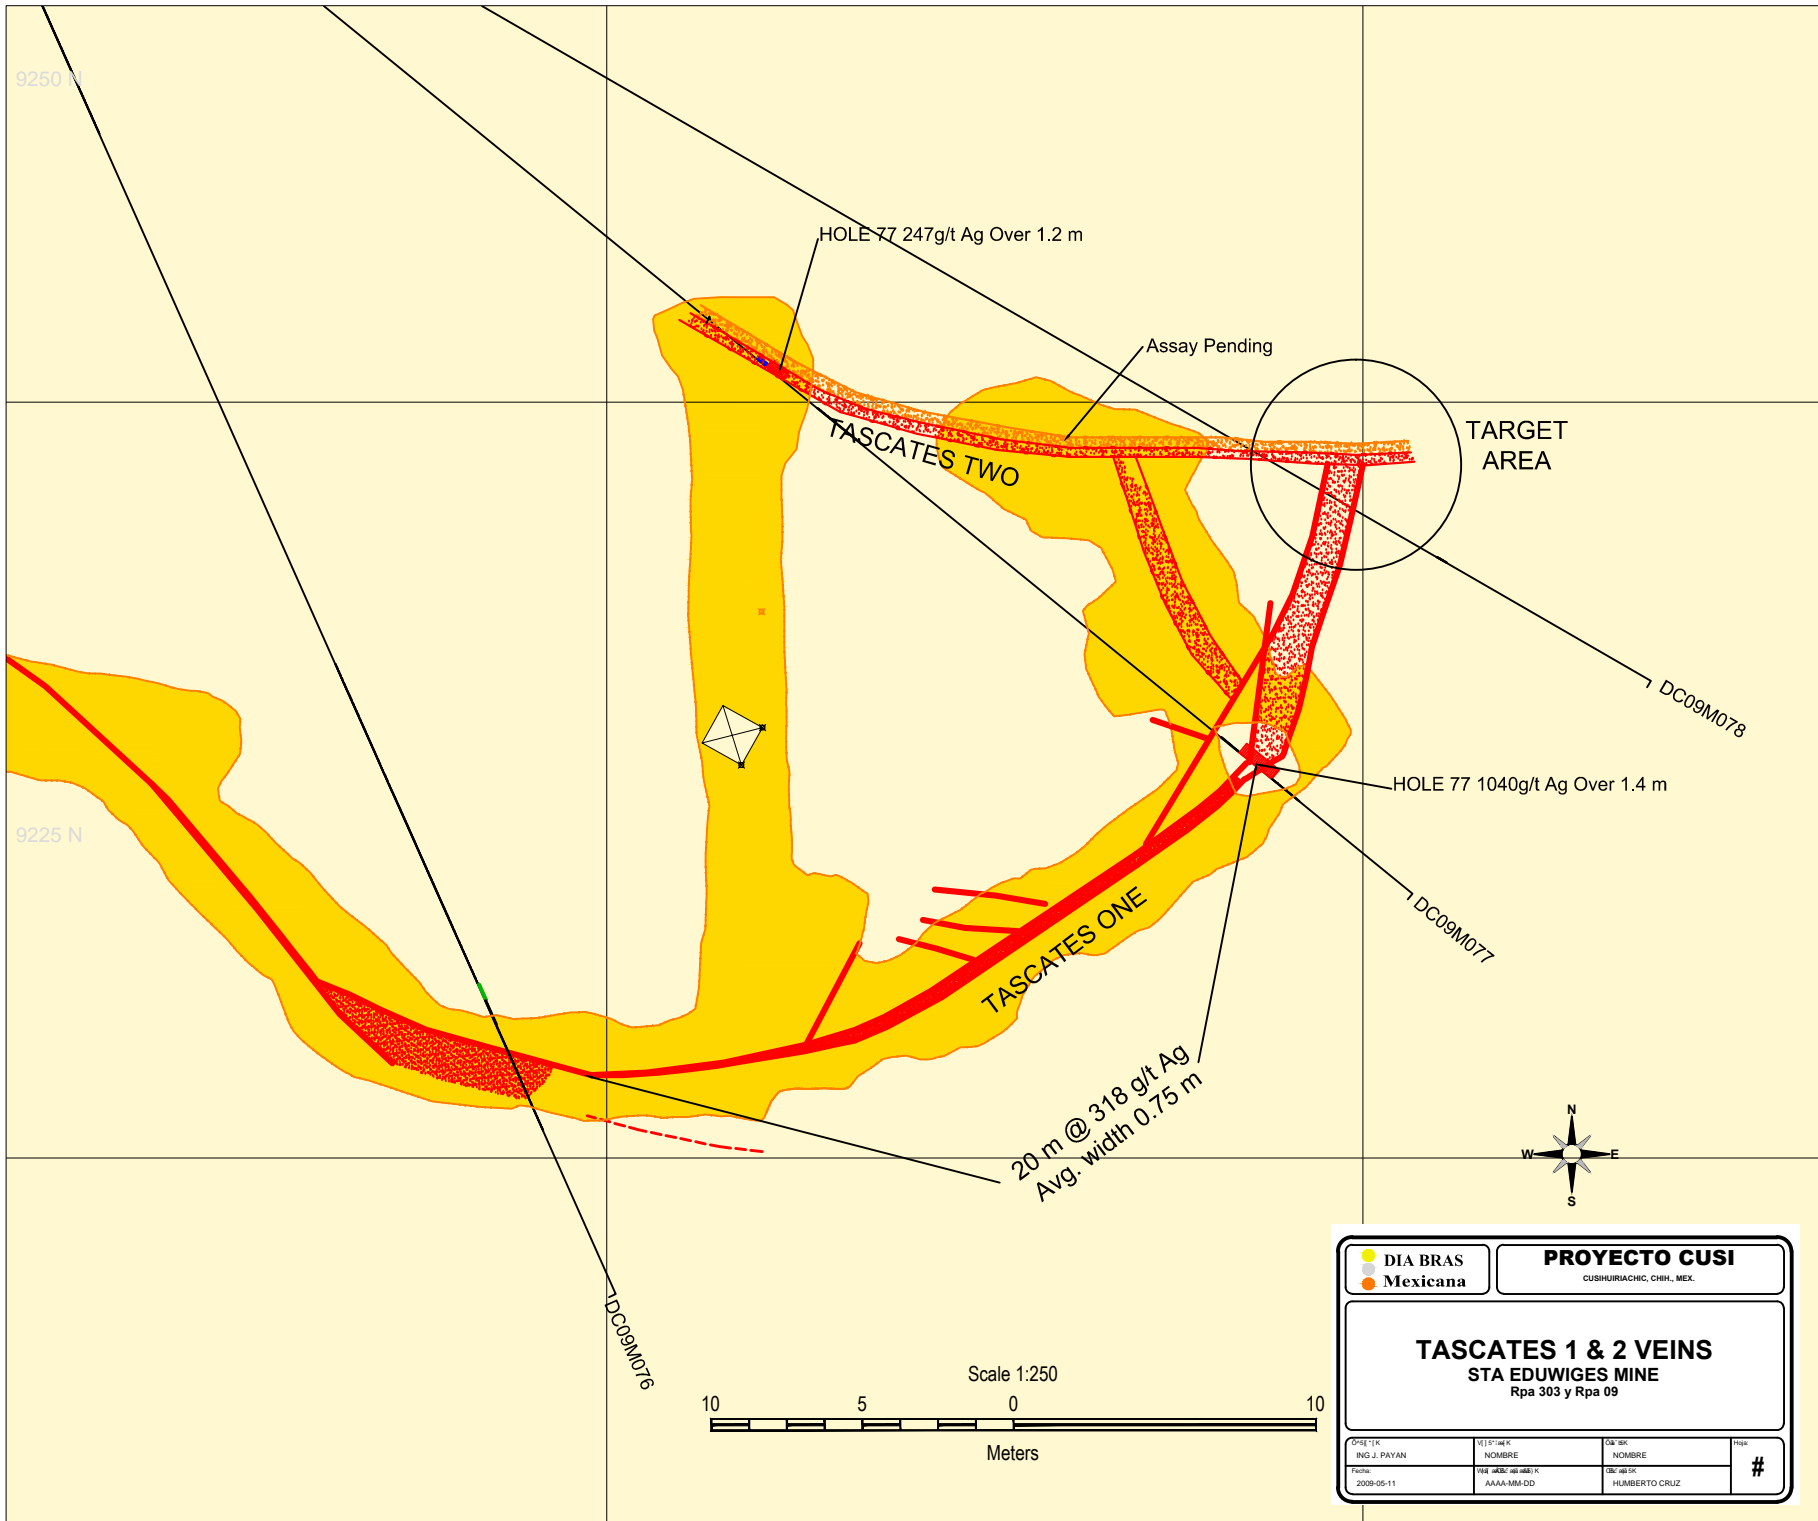 9250 N
HOLE 77 247g/t Ag Over 1.2 m
Assay Pending
TASCATES TWO
TARGET
AREA
DC09M078
HOLE 77 1040g/t Ag Over 1.4 m
9225 N
DC09M077
TASCATES ONE
20 m @ 318 g/t Ag
Avg. width 0.75 m
N
W
E
S
DC09M076
Scale 1:250
10 5 0 10
Meters
DIA BRAS
Mexicana
PROYECTO CUSI
CUSIHUIRIACHIC, CHIH., MEX.
TASCATES 1 & 2 VEINS
STA EDUWIGES MINE
Rpa 303 y Rpa 09
ING J. PAYAN
NOMBRE
NOMBRE
Hoja:
#
Fecha:
2009-05-11
AAAA-MM-DD
HUMBERTO CRUZ